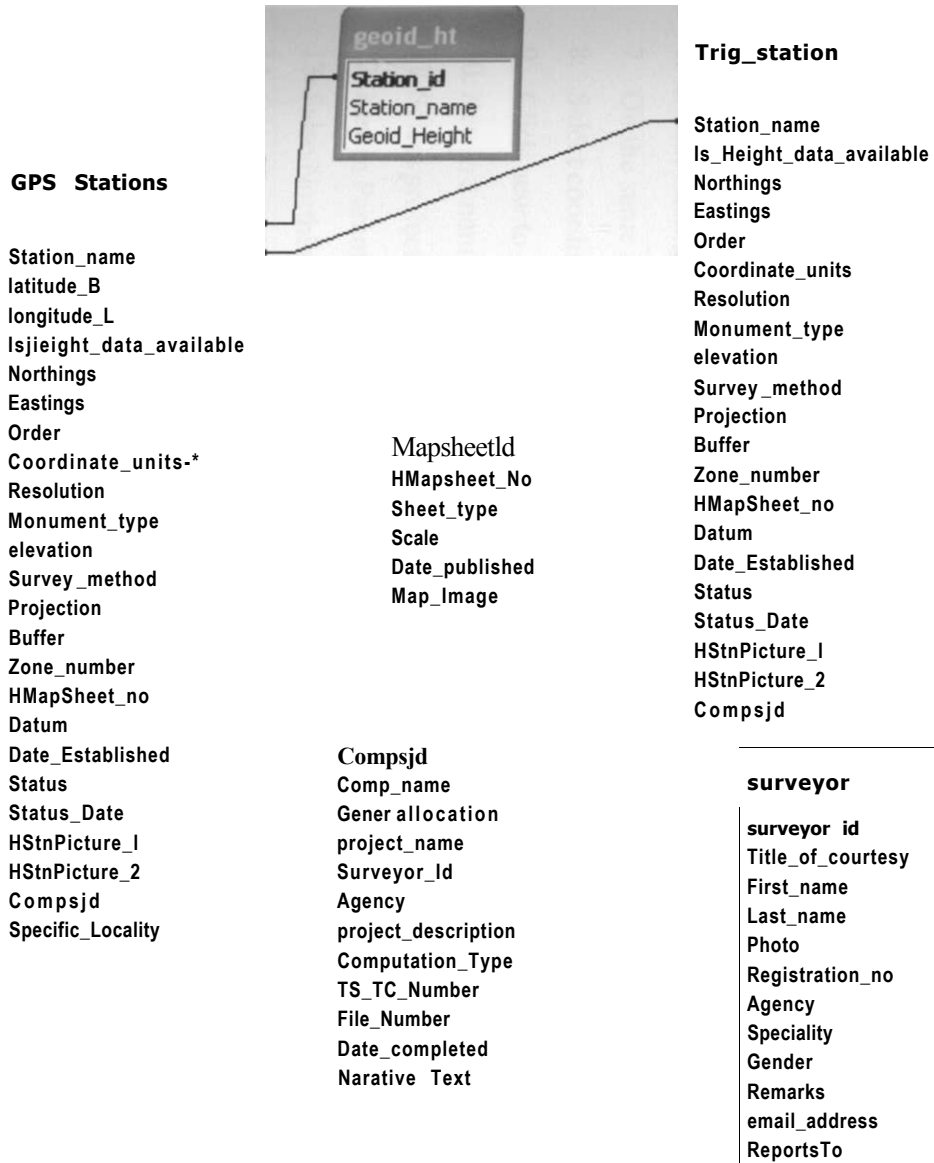 geoid_ht
Station_id
Station_name
Geoid_Height
GPS Stations
Station_name
latitude_B
longitude_L
Isjieight_data_available
Northings
Eastings
Order
Coordinate_units-*
Resolution
Monument_type
elevation
Survey_method
Projection
Buffer
Zone_number
HMapSheet_no
Datum
Date_Established
Status
Status_Date
HStnPicture_l
HStnPicture_2
Compsjd
Specific_Locality
Mapsheetld
HMapsheet_No
Sheet_type
Scale
Date_published
Map_Image
Compsjd
Comp_name
Gener allocation
project_name
Surveyor_Id
Agency
project_description
Computation_Type
TS_TC_Number
File_Number
Date_completed
Narative Text
Trig_station
Station_name
Is_Height_data_available
Northings
Eastings
Order
Coordinate_units
Resolution
Monument_type
elevation
Survey_method
Projection
Buffer
Zone_number
HMapSheet_no
Datum
Date_Established
Status
Status_Date
HStnPicture_l
HStnPicture_2
Compsjd
surveyor
surveyor id
Title_of_courtesy
First_name
Last_name
Photo
Registration_no
Agency
Speciality
Gender
Remarks
email_address
ReportsTo